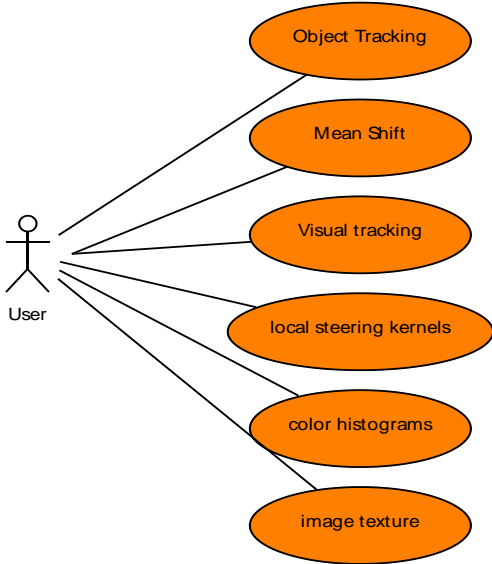 Object Tracking
Mean Shift
Visual tracking
User
local steering kernels
color histograms
image texture